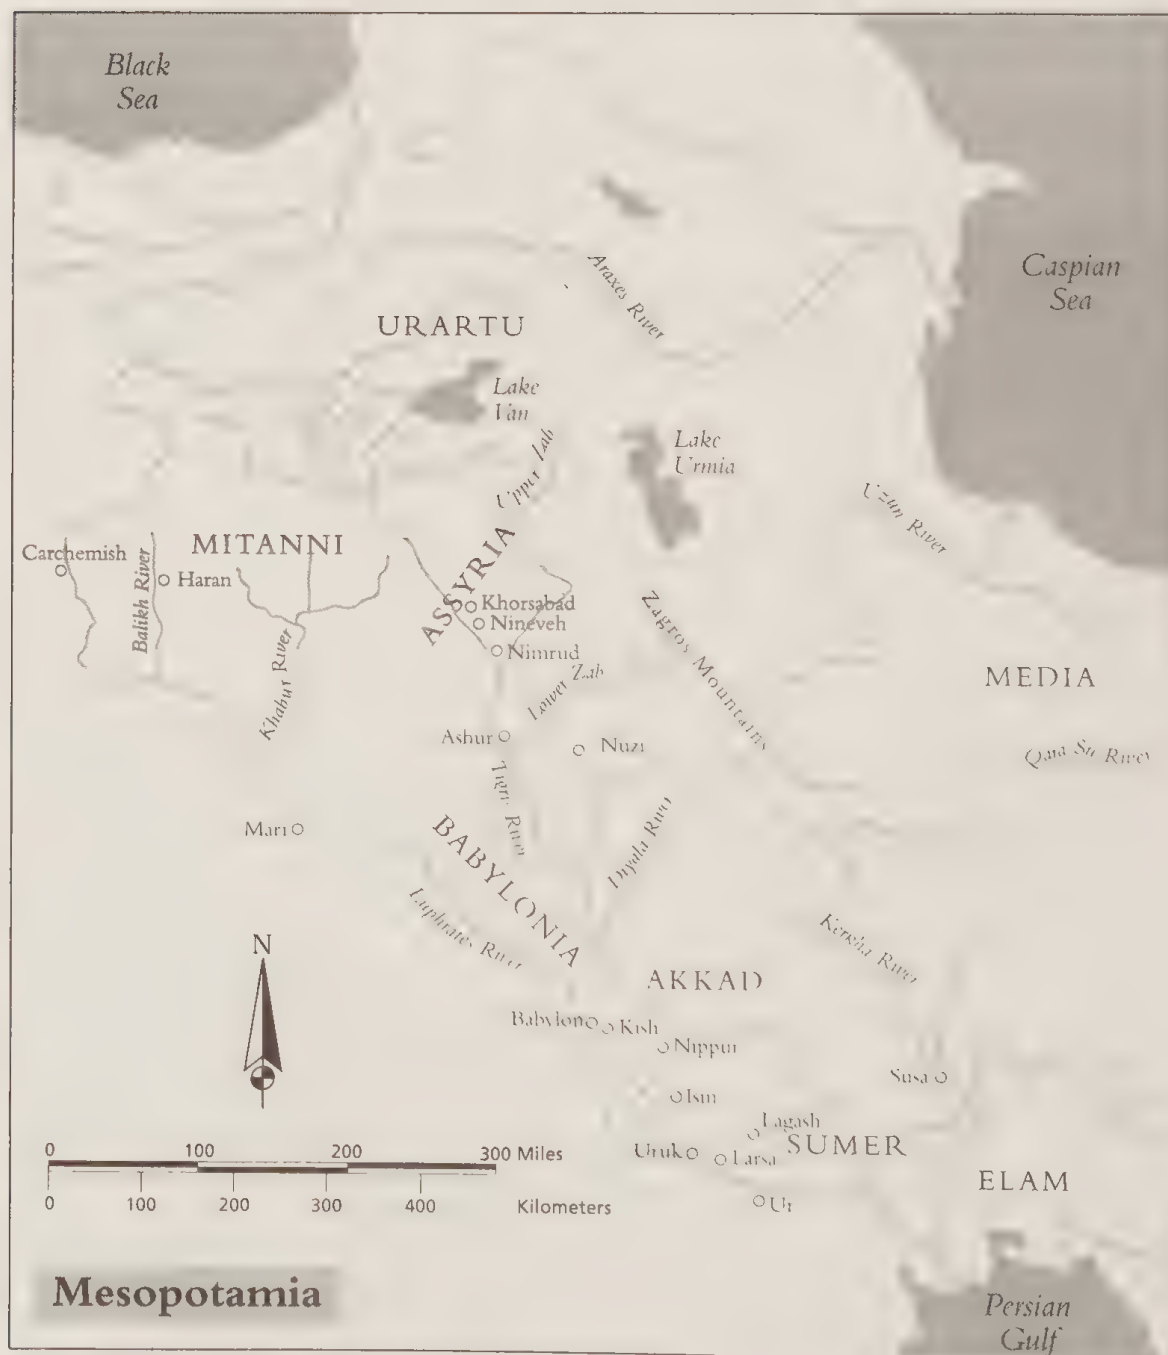 Black
Sea
Caspian
Sea
Araxes River
URARTU
Lake
Van
Lake
Urmia
Upper Zab
Uzun River
Carchemish
Balikh River
MITANNI
Haran
ASSYRIA
Khorsabad
Nineveh
Nimrud
Khabur River
Lower Zab
Zagros Mountains
MEDIA
Ashur
Nuzi
Qara Su River
Tigris River
Mari
BABYLONIA
Diyala River
Euphrates River
Kerkha River
N
AKKAD
Babylon
Kish
Nippur
Susa
Isin
Lagash
SUMER
Uruk
Larsa
ELAM
Ur
0 100 200 300 Miles
0 100 200 300 400 Kilometers
Mesopotamia
Persian
Gulf